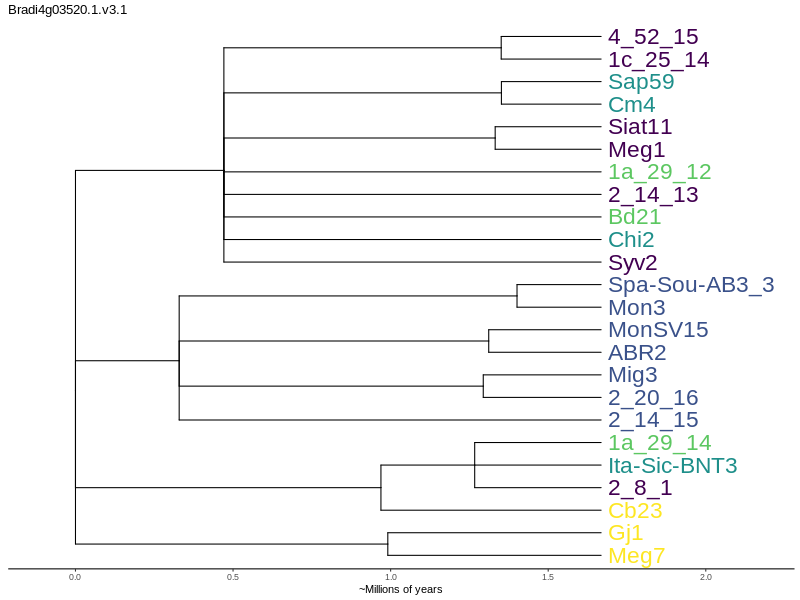 Bradi4g03520.1.v3.1
4_52_15
1c_25_14
Sap59
Cm4
Siat11
Meg1
1a_29_12
2_14_13
Bd21
Chi2
Syv2
Spa-Sou-AB3_3
Mon3
MonSV15
ABR2
Mig3
2_20_16
2_14_15
1a_29_14
Ita-Sic-BNT3
2_8_1
Cb23
Gj1
Meg7
0.0 0.5 1.0 1.5 2.0
~Millions of years